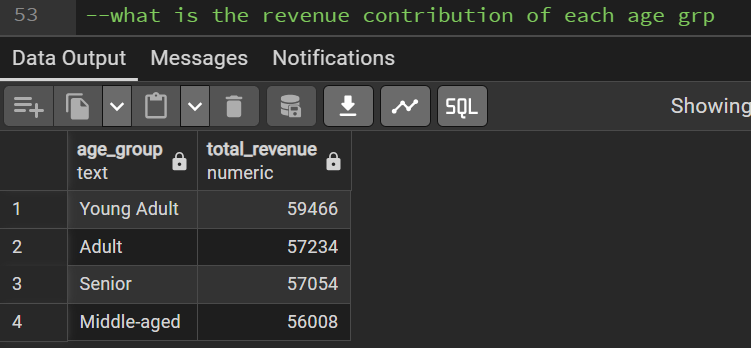 53 --what is the revenue contribution of each age grp
Data Output Messages Notifications
SQL Showing
age_group total_revenue
text numeric
1 Young Adult 59466
2 Adult 57234
3 Senior 57054
4 Middle-aged 56008